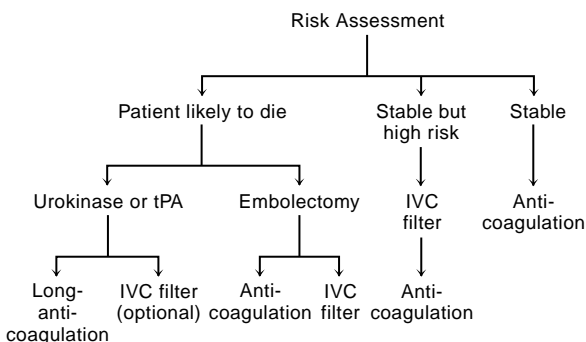 Risk Assessment
Patient likely to die
Stable but
high risk
Stable
Urokinase or tPA
Embolectomy
IVC
filter
Anti-
coagulation
Long-
anti-
coagulation
IVC filter
(optional)
Anti-
coagulation
IVC
filter
Anti-
coagulation